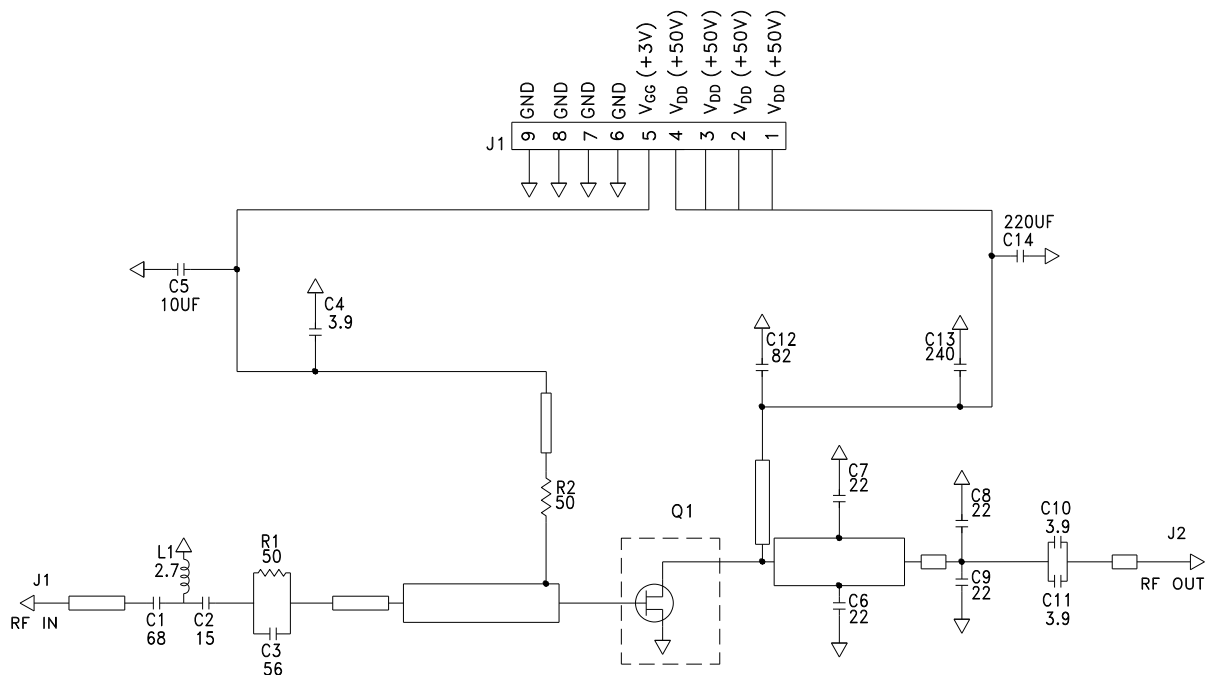 GND
GND
GND
GND
VGG (+3V)
VDD (+50V)
VDD (+50V)
VDD (+50V)
VDD (+50V)
J1
9
8
7
6
5
4
3
2
1
220UF
C14
C5
10UF
C4
3.9
C12
82
C13
240
R2
50
Q1
C7
22
C8
22
C10
3.9
J2
RF OUT
L1
2.7
R1
50
J1
RF IN
C1
68
C2
15
C3
56
C6
22
C9
22
C11
3.9